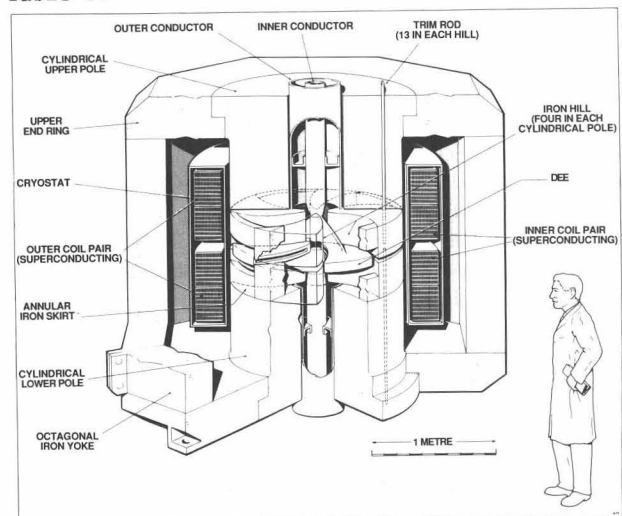 OUTER CONDUCTOR
INNER CONDUCTOR
TRIM ROD
(13 IN EACH HILL)
CYLINDRICAL
UPPER POLE
UPPER
END RING
IRON HILL
(FOUR IN EACH
CYLINDRICAL POLE)
CRYOSTAT
DEE
OUTER COIL PAIR
(SUPERCONDUCTING)
INNER COIL PAIR
(SUPERCONDUCTING)
ANNULAR
IRON SKIRT
CYLINDRICAL
LOWER POLE
OCTAGONAL
IRON YOKE
1 METRE